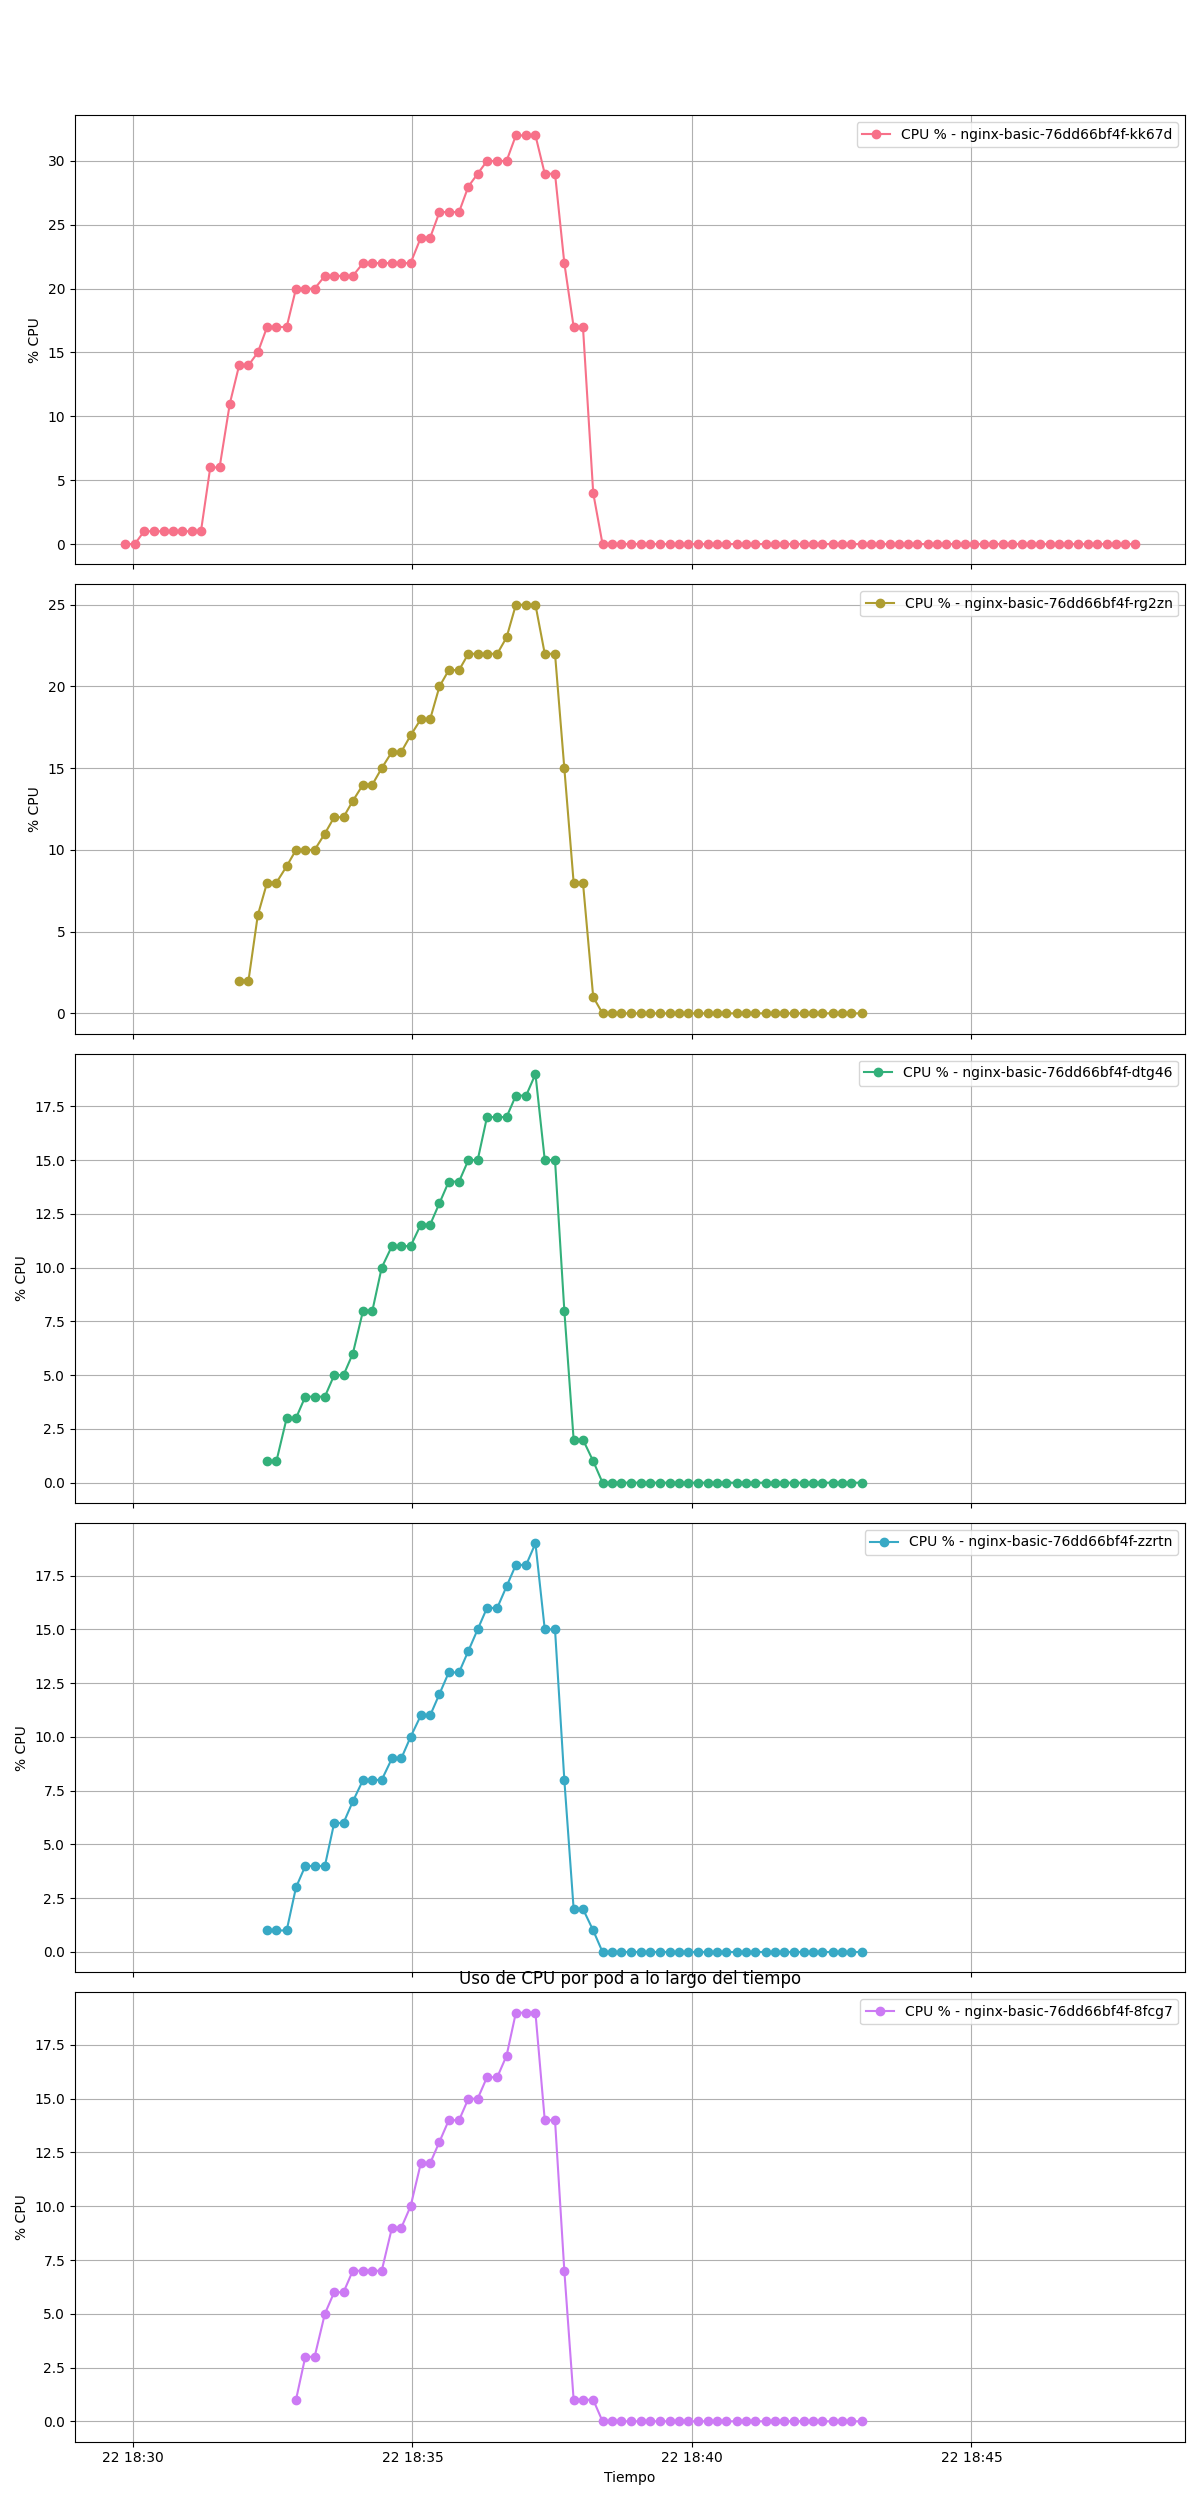 CPU % - nginx-basic-76dd66bf4f-kk67d
30
25
20
15
10
5
0
% CPU
CPU % - nginx-basic-76dd66bf4f-rg2zn
25
20
15
10
5
0
% CPU
CPU % - nginx-basic-76dd66bf4f-dtg46
17.5
15.0
12.5
10.0
7.5
5.0
2.5
0.0
% CPU
CPU % - nginx-basic-76dd66bf4f-zzrtn
17.5
15.0
12.5
10.0
7.5
5.0
2.5
0.0
% CPU
Uso de CPU por pod a lo largo del tiempo
CPU % - nginx-basic-76dd66bf4f-8fcg7
17.5
15.0
12.5
10.0
7.5
5.0
2.5
0.0
% CPU
22 18:30 22 18:35 22 18:40 22 18:45
Tiempo